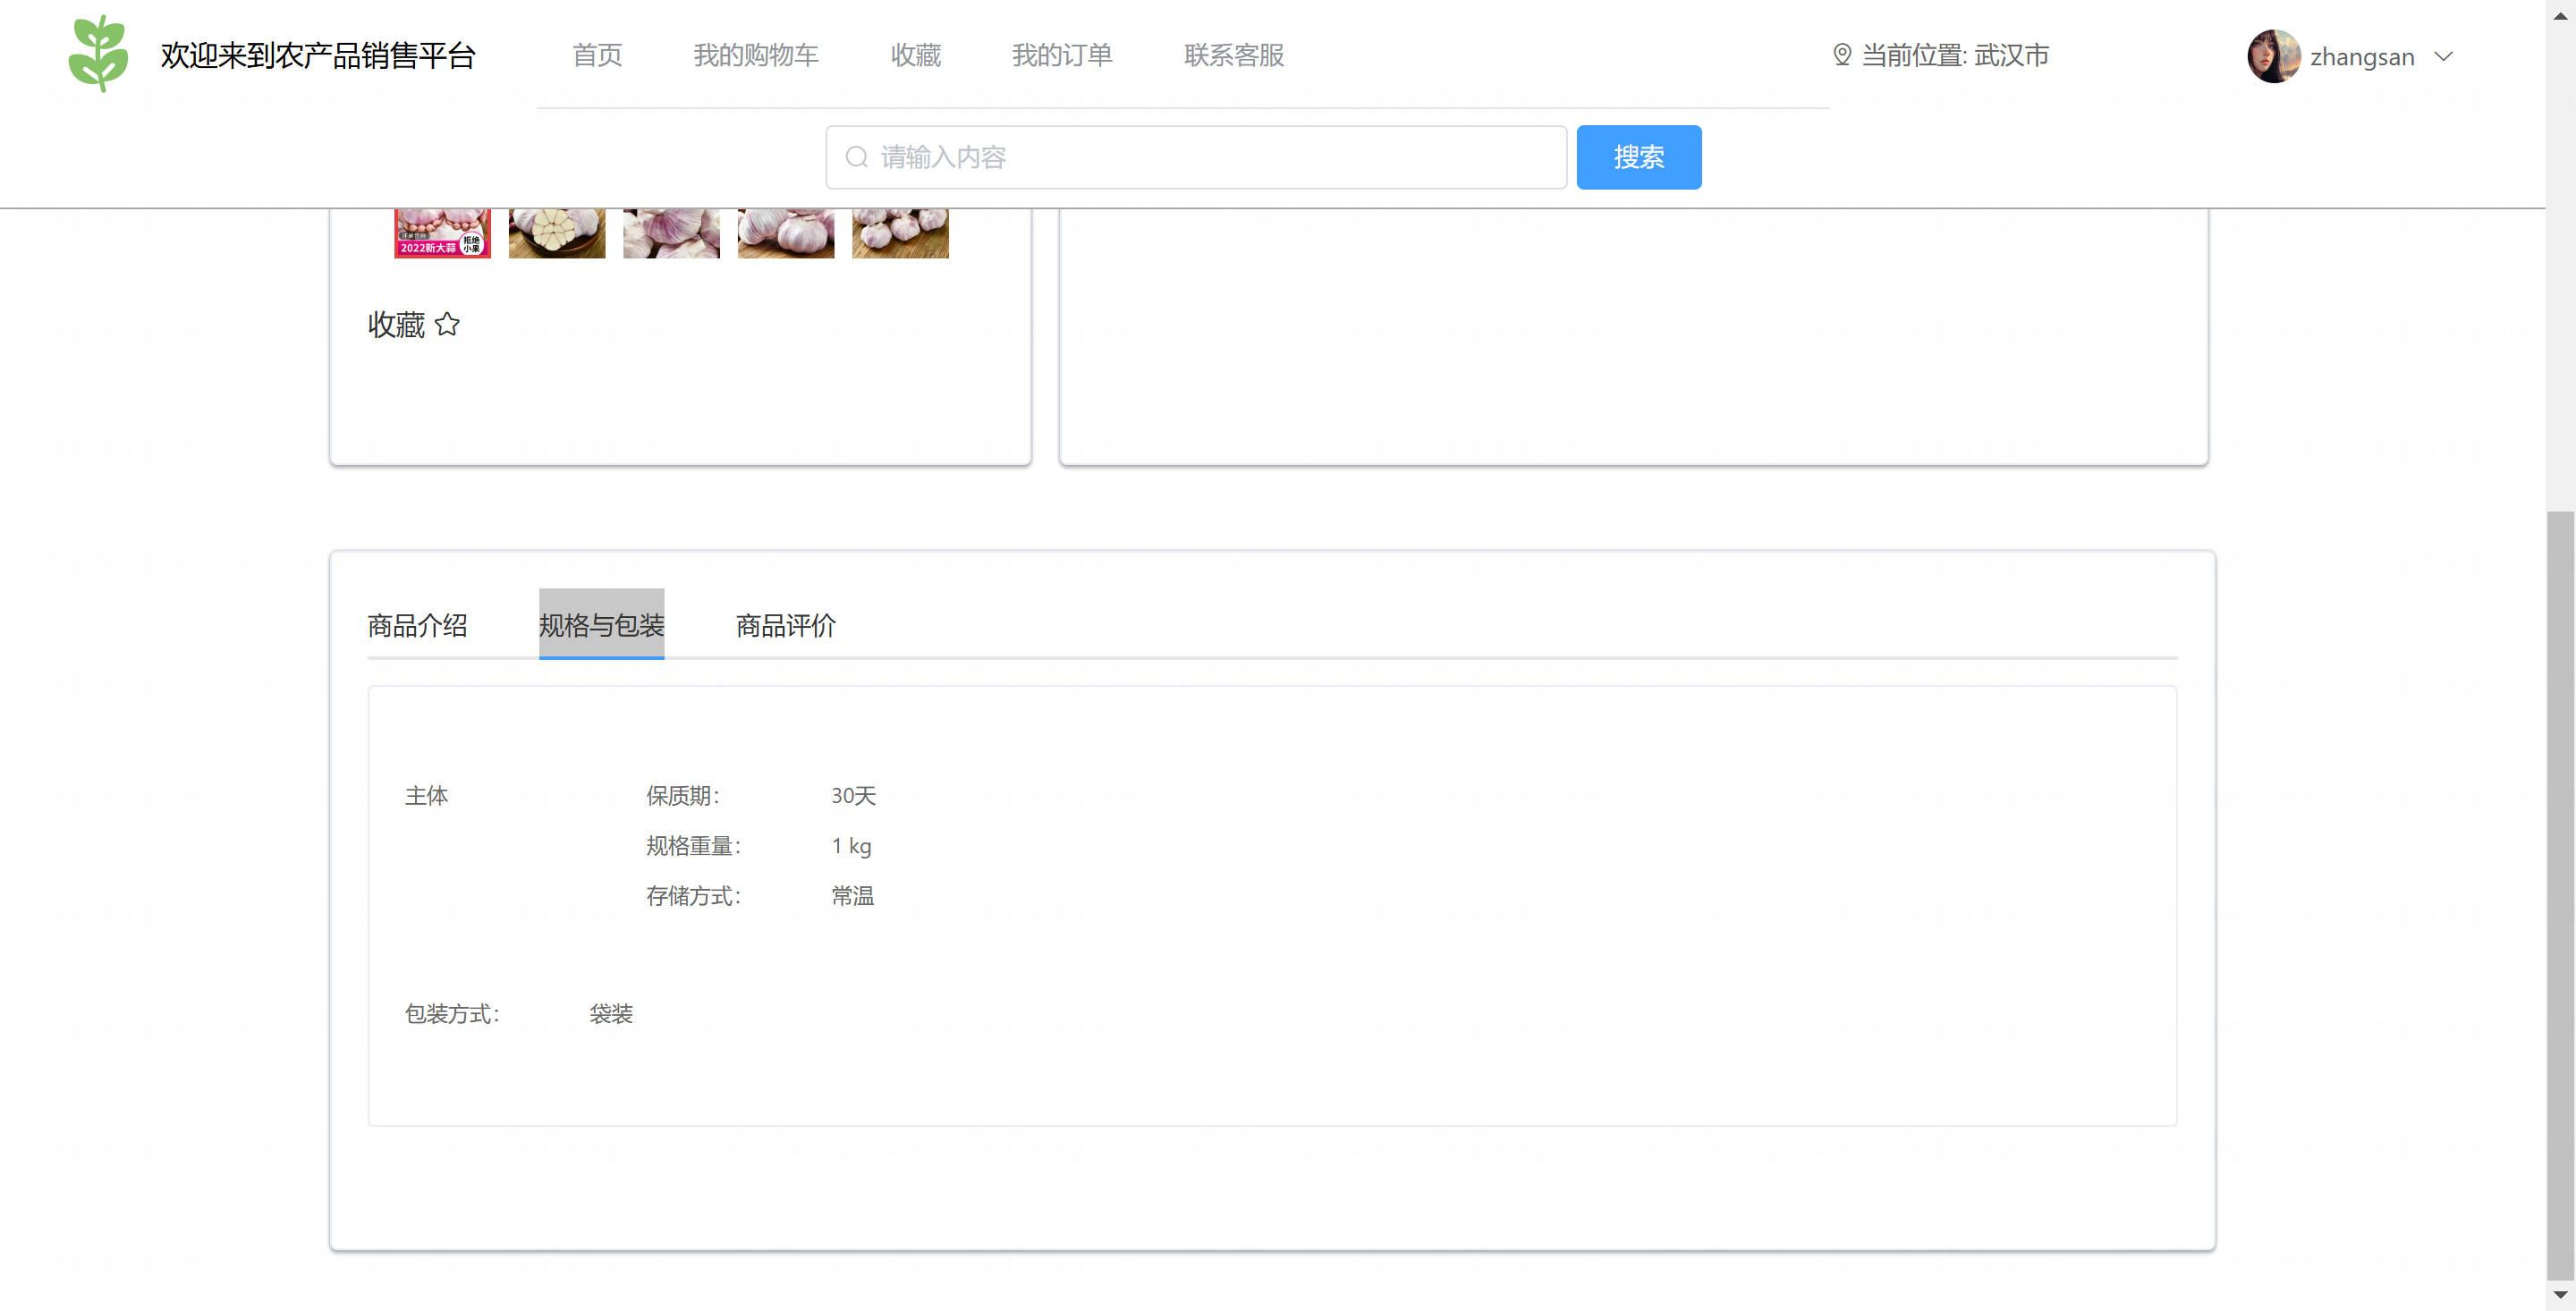 欢迎来到农产品销售平台 首页 我的购物车 收藏 我的订单 联系客服 当前位置: 武汉市 zhangsan
请输入内容 搜索
2022新大蒜 拒绝
小果
收藏
商品介绍 规格与包装 商品评价
主体 保质期: 30天
规格重量: 1 kg
存储方式: 常温
包装方式: 袋装